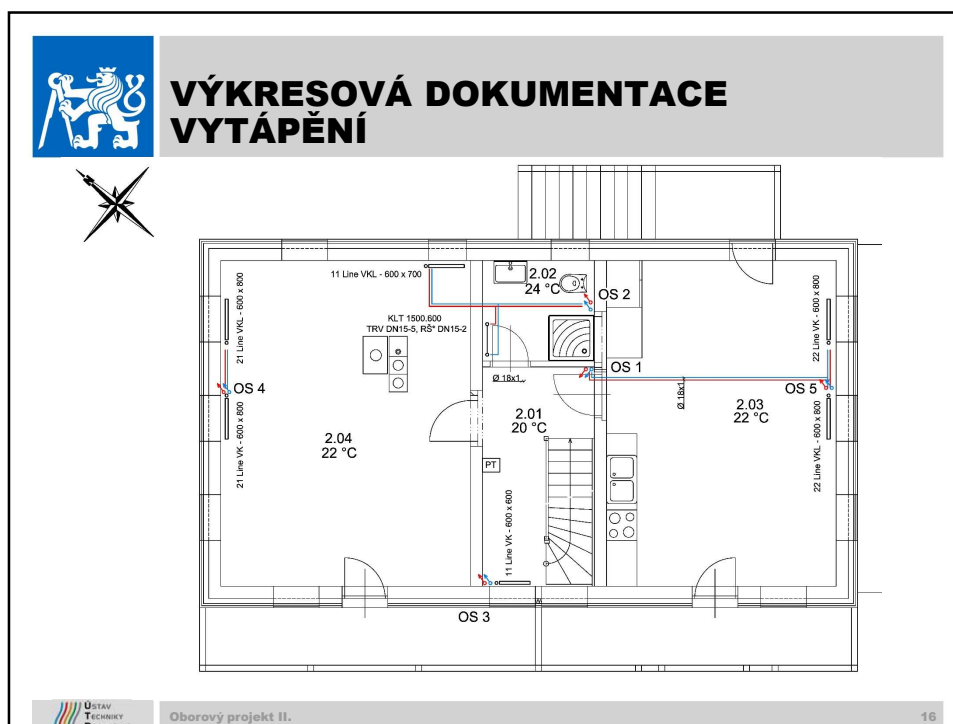 VÝKRESOVÁ DOKUMENTACE
VYTÁPĚNÍ
N
11 Line VKL - 600 x 700
2.02
24 °C
OS 2
KLT 1500.600
TRV DN15-5, RŠ* DN15-2
21 Line VKL - 600 x 800
22 Line VKL - 600 x 800
OS 1
Ø 18x1
OS 4
OS 5
Ø 18x1
2.01
20 °C
2.03
22 °C
21 Line VK - 600 x 800
22 Line VKL - 600 x 800
2.04
22 °C
PT
11 Line VK - 600 x 600
OS 3
ÚSTAV
TECHNIKY
Oborový projekt II.
16